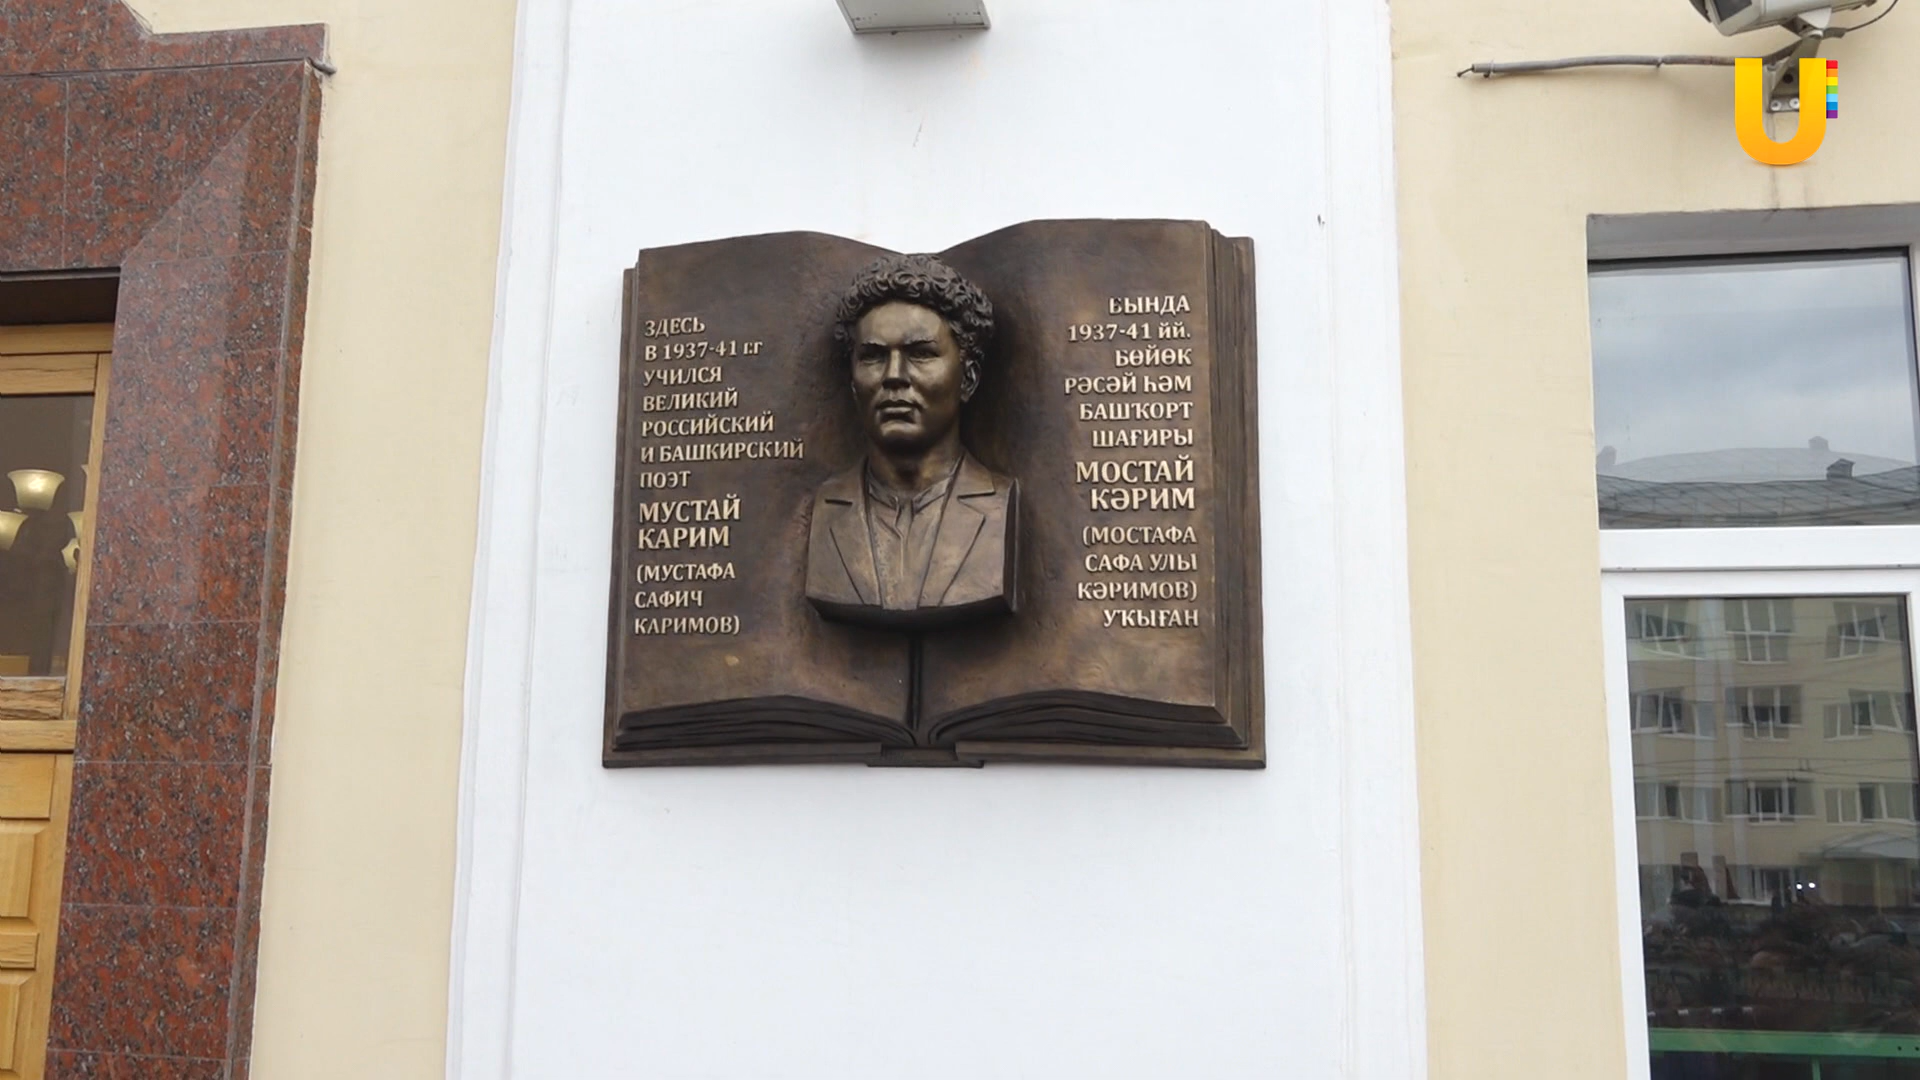 ЗДЕСЬ
В 1937-41 г.г
УЧИЛСЯ
ВЕЛИКИЙ
РОССИЙСКИЙ
И БАШКИРСКИЙ
ПОЭТ
МУСТАЙ
КАРИМ
(МУСТАФА
САФИЧ
КАРИМОВ)
БЫНДА
1937-41 йй.
БӨЙӨК
РӘСӘЙ ҺӘМ
БАШҠОРТ
ШАҒИРЫ
МОСТАЙ
КӘРИМ
(МОСТАФА
САФА УЛЫ
КӘРИМОВ)
УҠЫҒАН
U